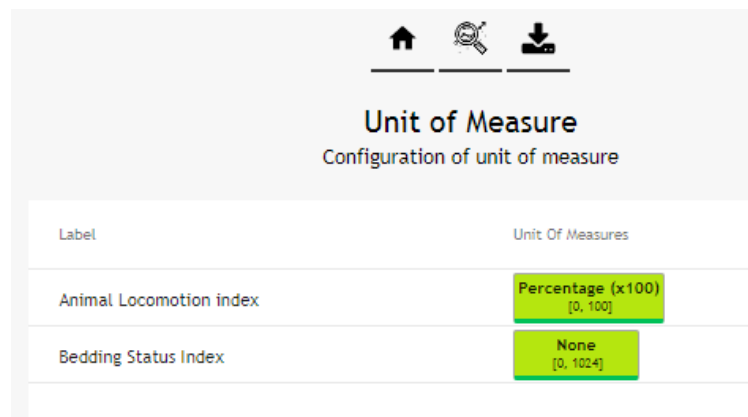 Unit of Measure
Configuration of unit of measure
Label Unit Of Measures
Animal Locomotion index Percentage (x100)
[0, 100]
Bedding Status Index None
[0, 1024]